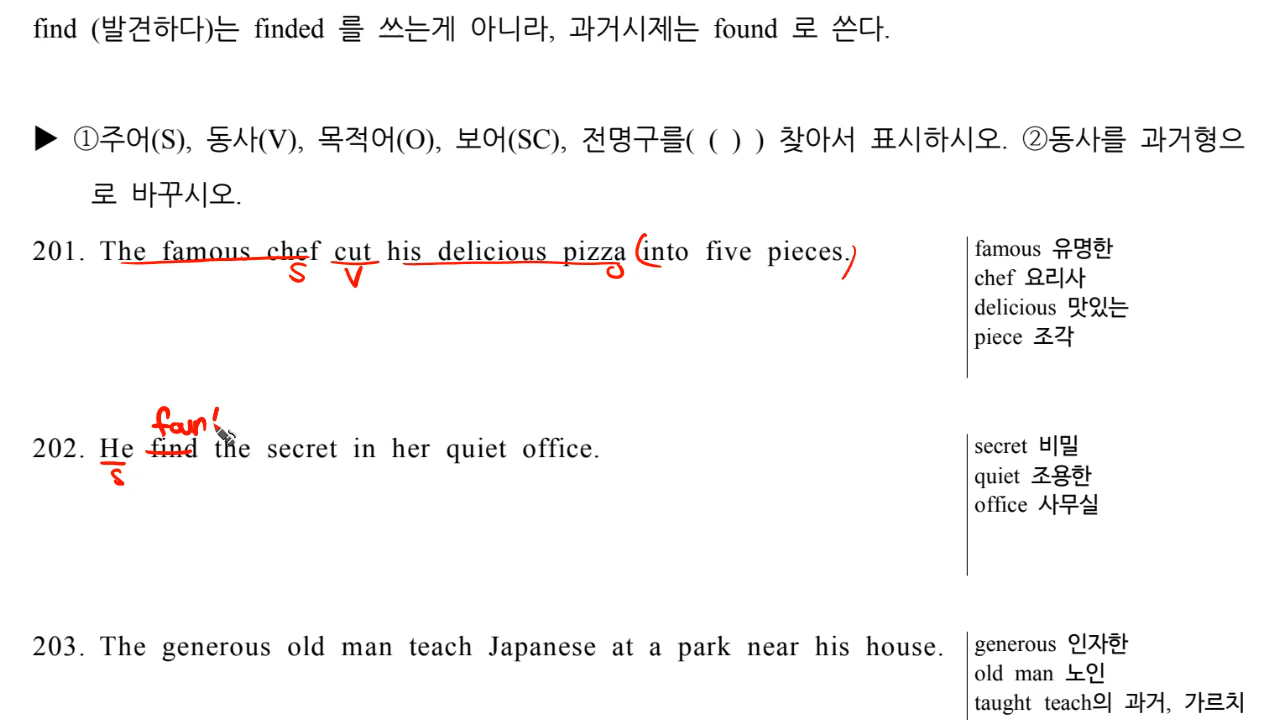 find (발견하다)는 finded 를 쓰는게 아니라, 과거시제는 found 로 쓴다.
▶ ①주어(S), 동사(V), 목적어(O), 보어(SC), 전명구를( ( ) ) 찾아서 표시하시오. ②동사를 과거형으
로 바꾸시오.
201. The famous chef cut his delicious pizza (into five pieces.)
S V O
famous 유명한
chef 요리사
delicious 맛있는
piece 조각
foun
202. He find the secret in her quiet office.
S
secret 비밀
quiet 조용한
office 사무실
203. The generous old man teach Japanese at a park near his house.
generous 인자한
old man 노인
taught teach의 과거, 가르치